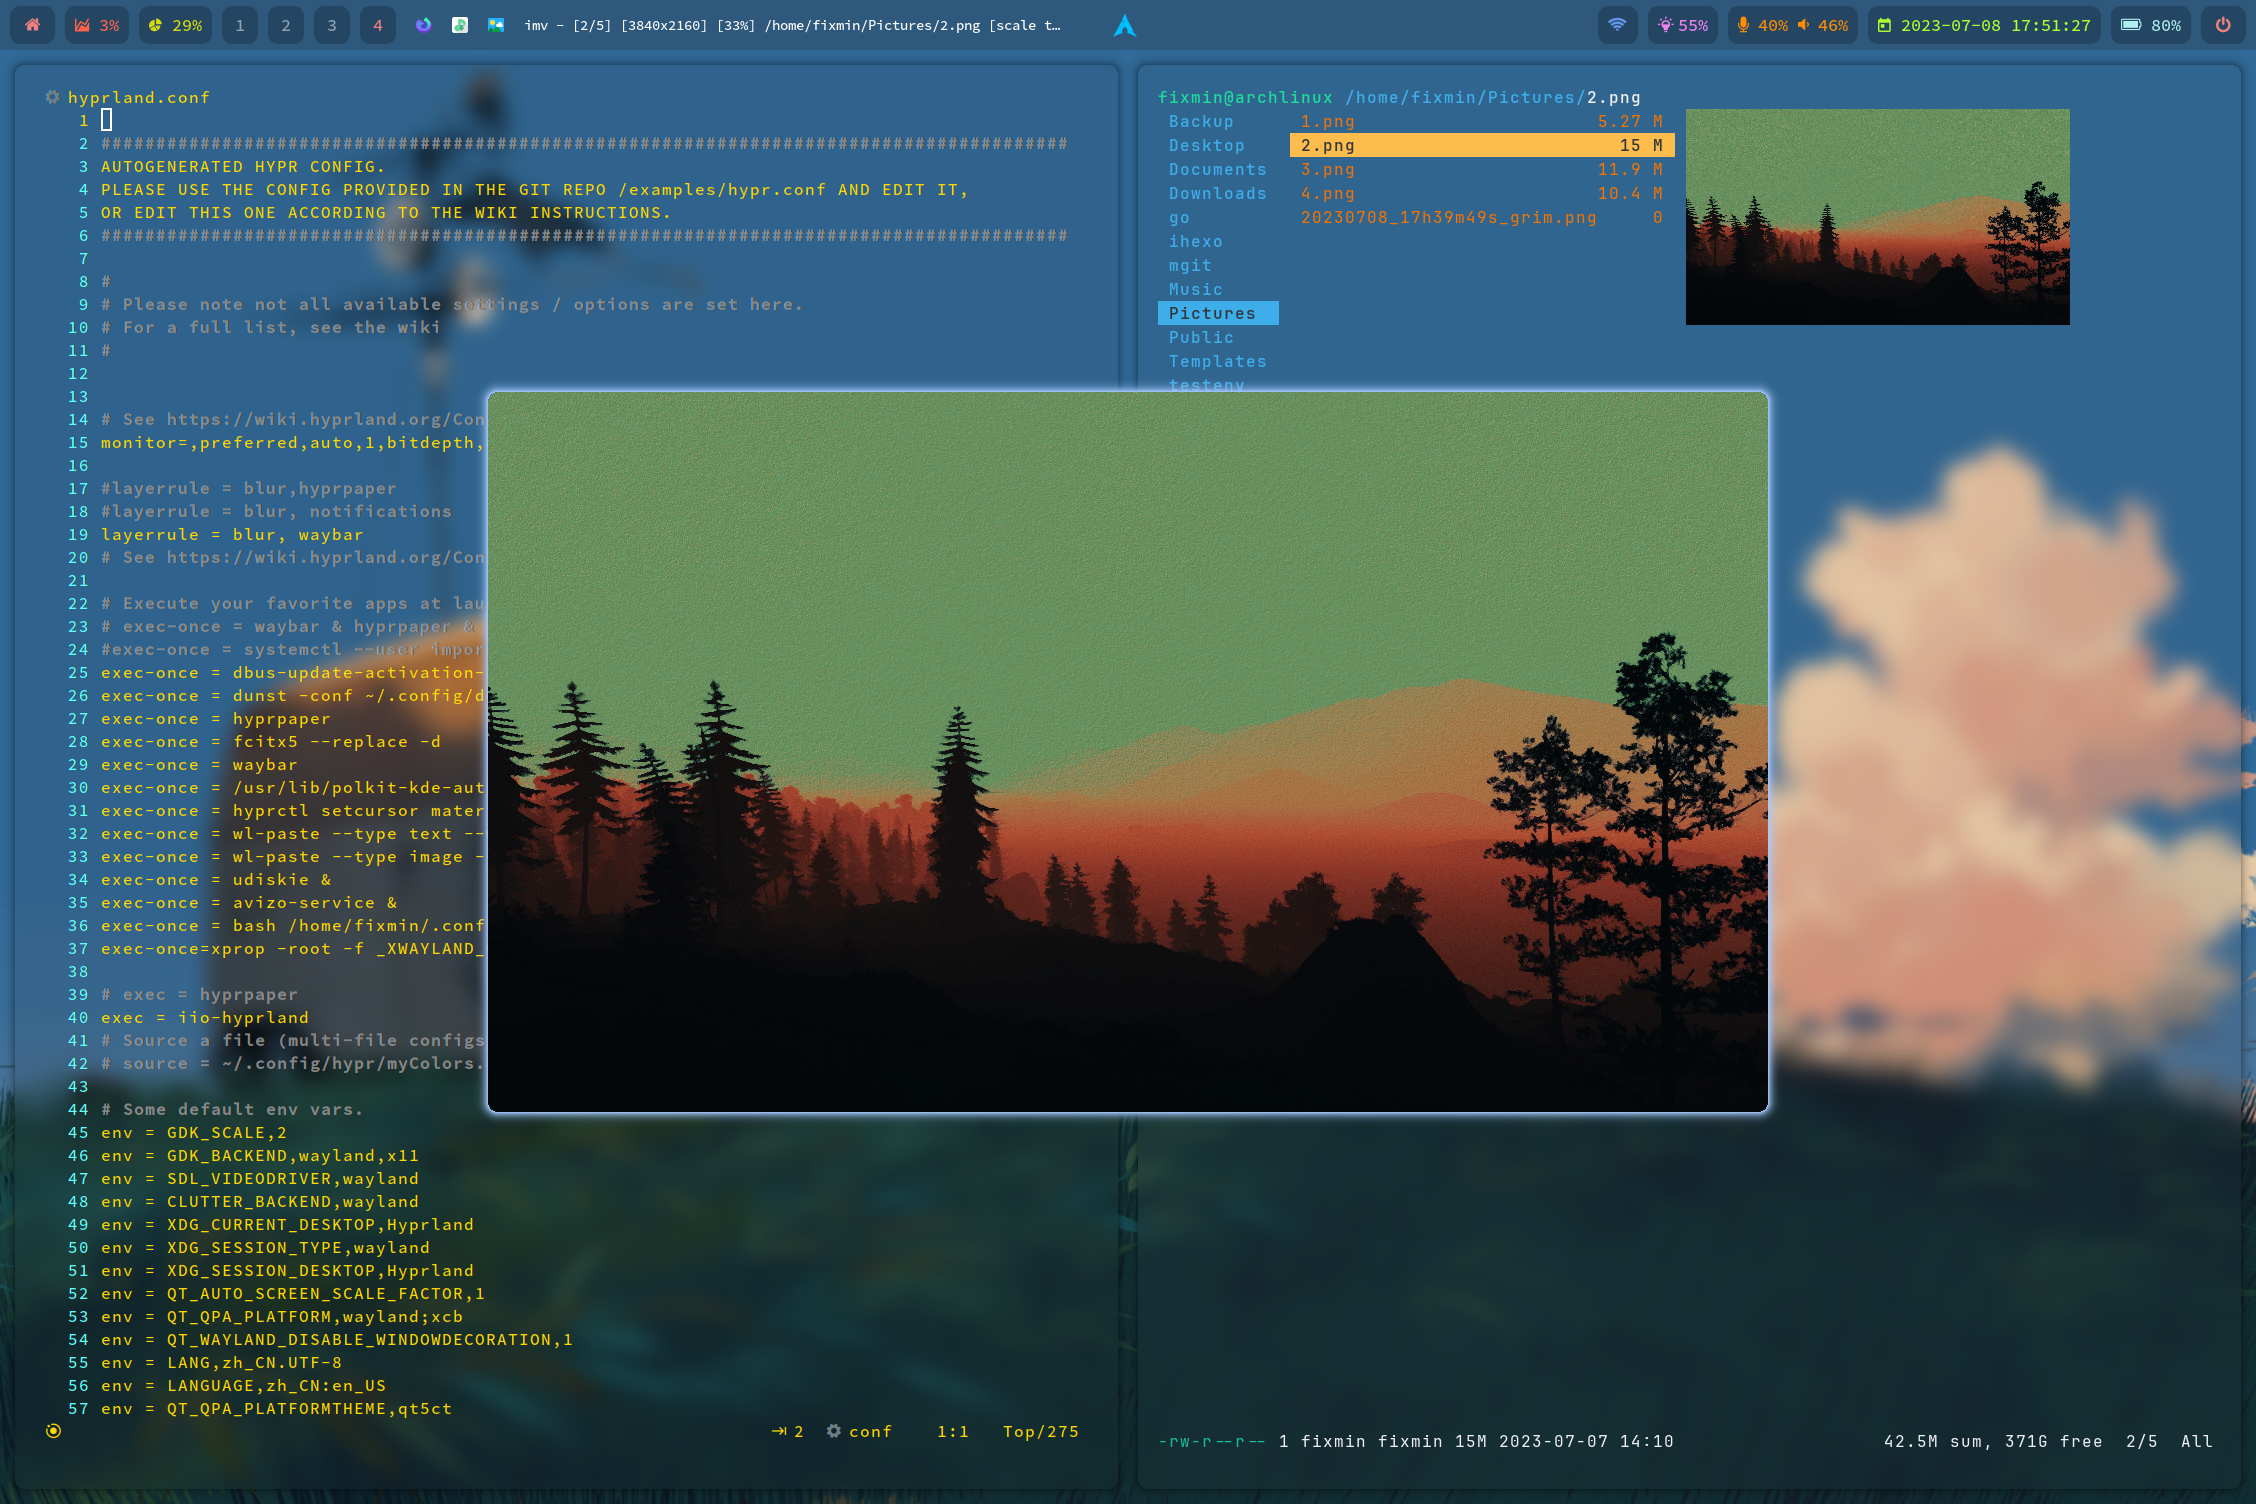 3% 29% 1 2 3 4 imv - [2/5] [3840x2160] [33%] /home/fixmin/Pictures/2.png [scale t… 55% 40% 46% 2023-07-08 17:51:27 80%
hyprland.conf
1
2 ########################################################################################
3 AUTOGENERATED HYPR CONFIG.
4 PLEASE USE THE CONFIG PROVIDED IN THE GIT REPO /examples/hypr.conf AND EDIT IT,
5 OR EDIT THIS ONE ACCORDING TO THE WIKI INSTRUCTIONS.
6 ########################################################################################
7
8 #
9 # Please note not all available settings / options are set here.
10 # For a full list, see the wiki
11 #
12
13
14 # See https://wiki.hyprland.org/Con
15 monitor=,preferred,auto,1,bitdepth,
16
17 #layerrule = blur,hyprpaper
18 #layerrule = blur, notifications
19 layerrule = blur, waybar
20 # See https://wiki.hyprland.org/Con
21
22 # Execute your favorite apps at lau
23 # exec-once = waybar & hyprpaper &
24 #exec-once = systemctl --user impor
25 exec-once = dbus-update-activation-
26 exec-once = dunst -conf ~/.config/d
27 exec-once = hyprpaper
28 exec-once = fcitx5 --replace -d
29 exec-once = waybar
30 exec-once = /usr/lib/polkit-kde-aut
31 exec-once = hyprctl setcursor mater
32 exec-once = wl-paste --type text --
33 exec-once = wl-paste --type image -
34 exec-once = udiskie &
35 exec-once = avizo-service &
36 exec-once = bash /home/fixmin/.conf
37 exec-once=xprop -root -f _XWAYLAND_
38
39 # exec = hyprpaper
40 exec = iio-hyprland
41 # Source a file (multi-file configs
42 # source = ~/.config/hypr/myColors.
43
44 # Some default env vars.
45 env = GDK_SCALE,2
46 env = GDK_BACKEND,wayland,x11
47 env = SDL_VIDEODRIVER,wayland
48 env = CLUTTER_BACKEND,wayland
49 env = XDG_CURRENT_DESKTOP,Hyprland
50 env = XDG_SESSION_TYPE,wayland
51 env = XDG_SESSION_DESKTOP,Hyprland
52 env = QT_AUTO_SCREEN_SCALE_FACTOR,1
53 env = QT_QPA_PLATFORM,wayland;xcb
54 env = QT_WAYLAND_DISABLE_WINDOWDECORATION,1
55 env = LANG,zh_CN.UTF-8
56 env = LANGUAGE,zh_CN:en_US
57 env = QT_QPA_PLATFORMTHEME,qt5ct
2 conf 1:1 Top/275
fixmin@archlinux /home/fixmin/Pictures/2.png
Backup 1.png 5.27 M
Desktop 2.png 15 M
Documents 3.png 11.9 M
Downloads 4.png 10.4 M
go 20230708_17h39m49s_grim.png 0
ihexo
mgit
Music
Pictures
Public
Templates
testenv
-rw-r--r-- 1 fixmin fixmin 15M 2023-07-07 14:10 42.5M sum, 371G free 2/5 All